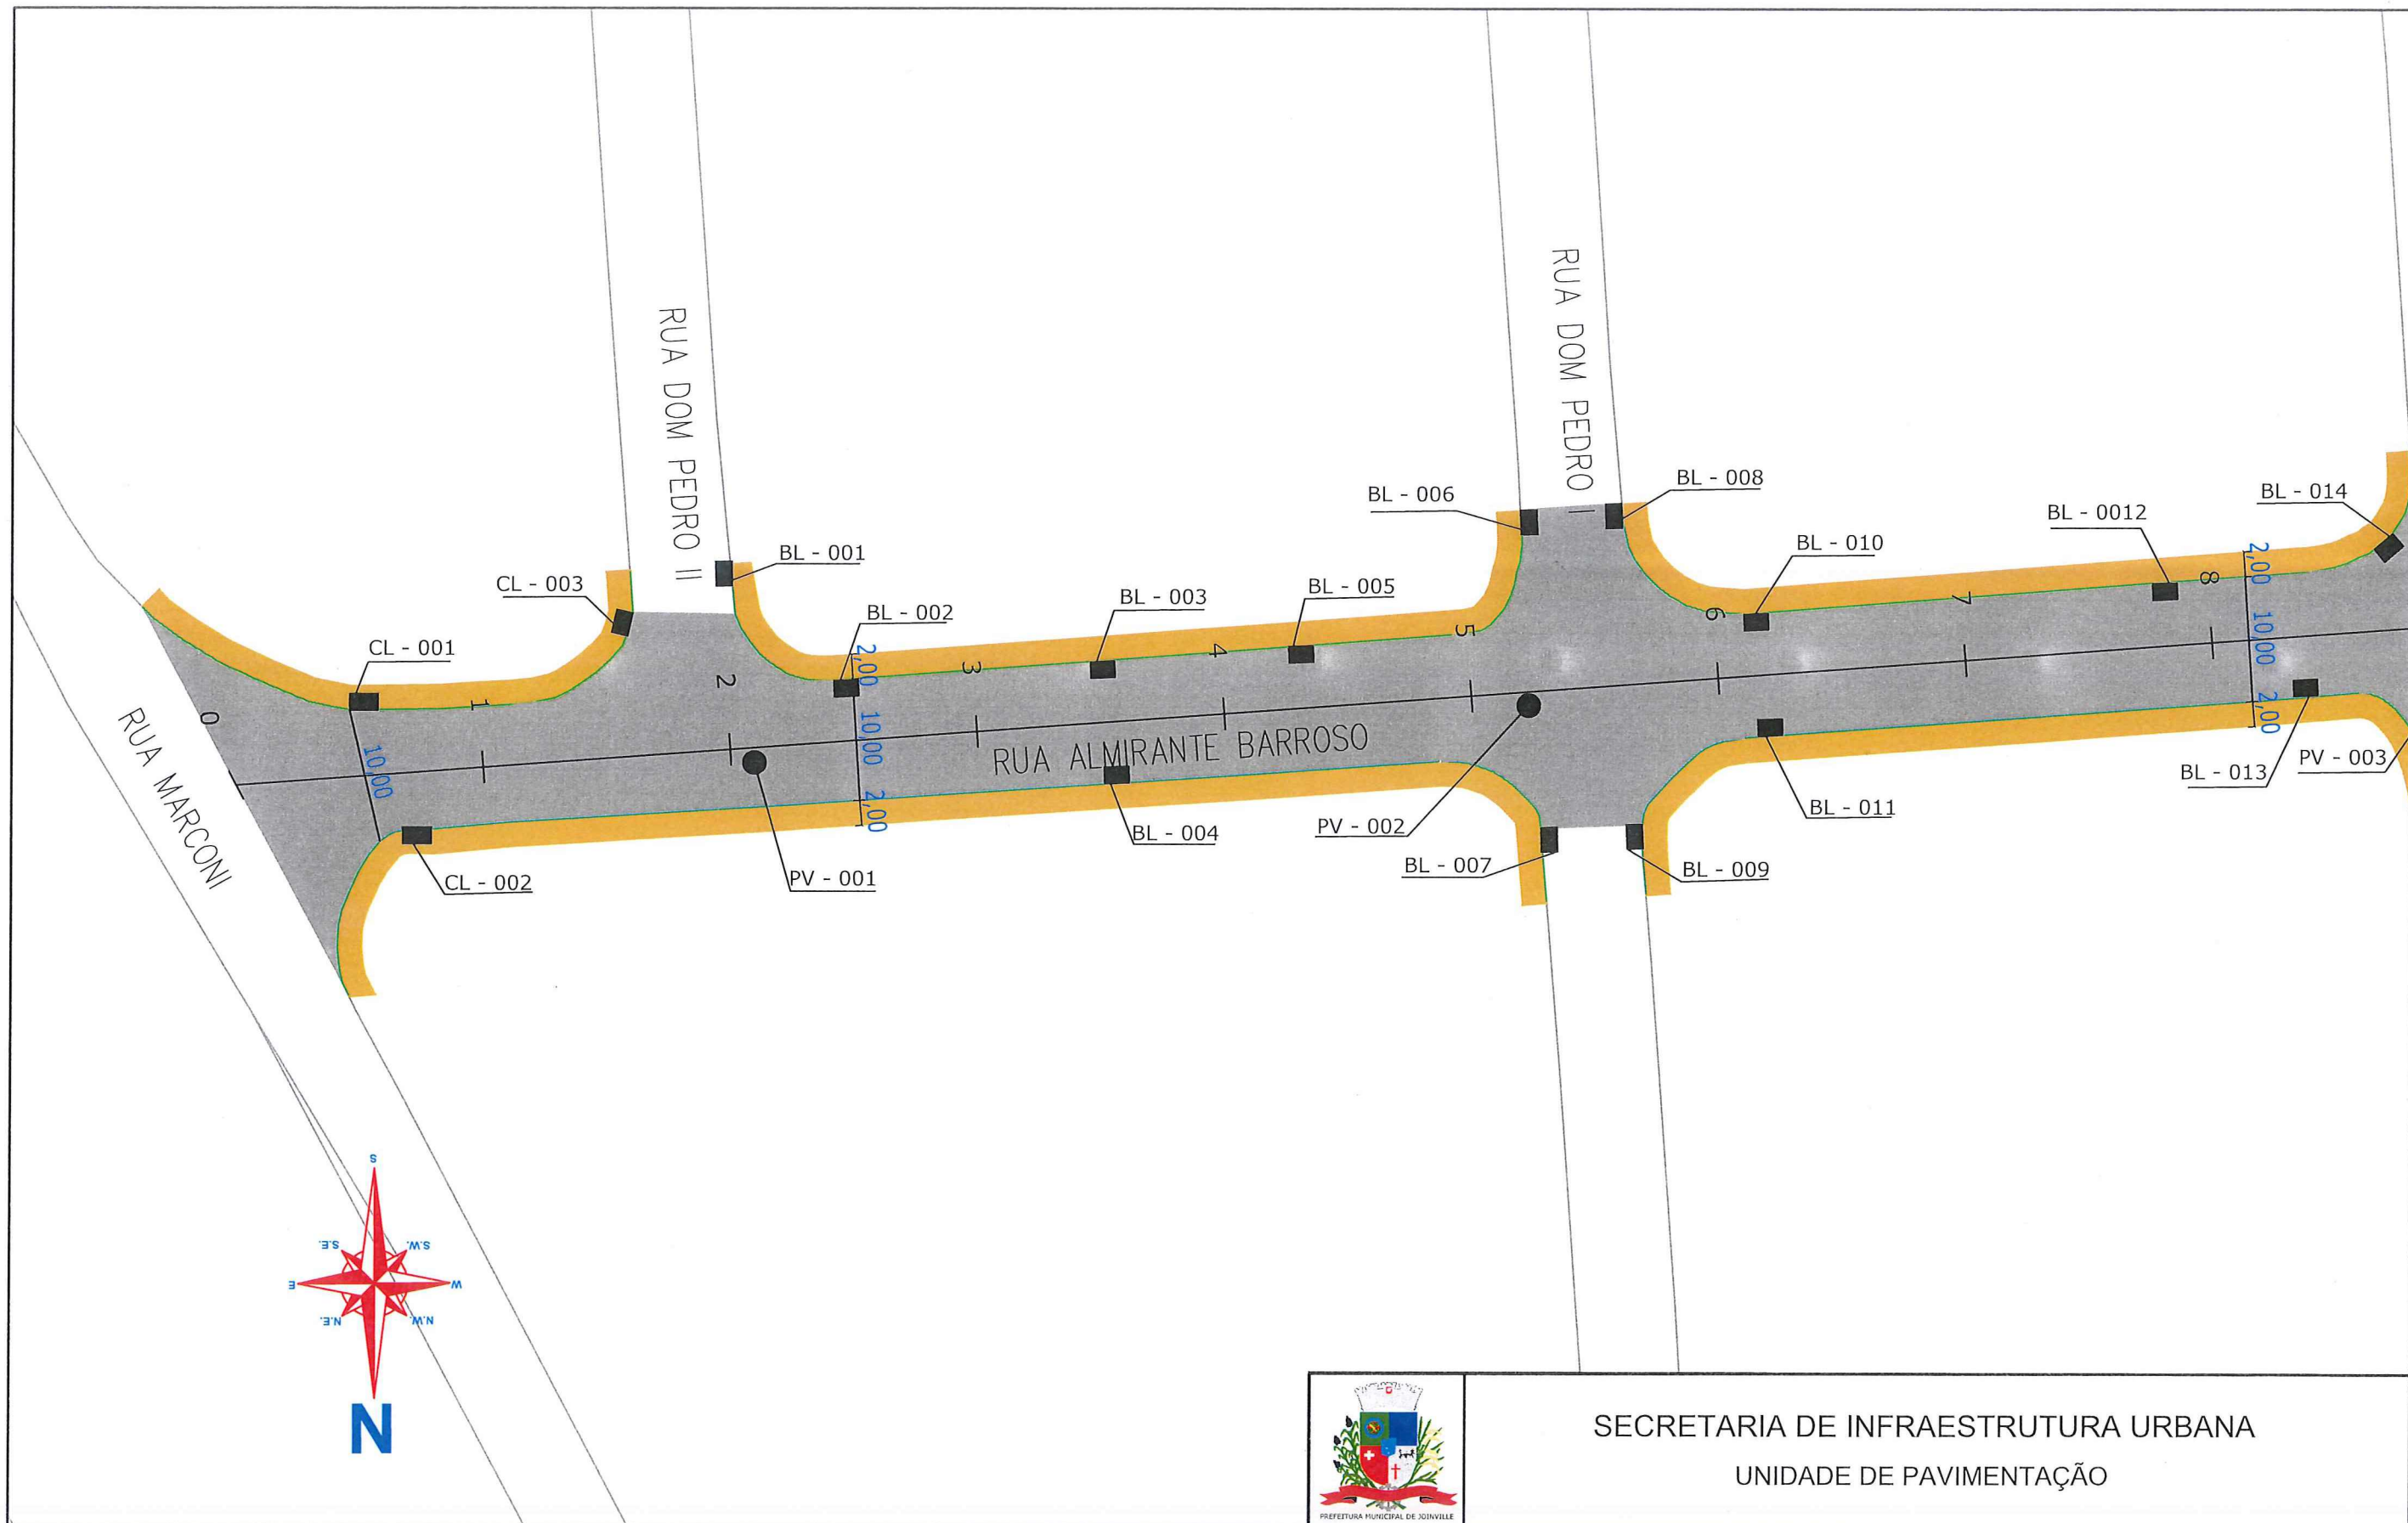 RUA DOM PEDRO II
RUA DOM PEDRO I
BL - 006
BL - 008
BL - 014
BL - 0012
BL - 010
BL - 001
CL - 003
BL - 002
BL - 003
BL - 005
CL - 001
0
1
2
3
4
5
6
7
8
2,00
10,00
2,00
2,00
10,00
2,00
10,00
RUA ALMIRANTE BARROSO
RUA MARCONI
CL - 002
PV - 001
BL - 004
PV - 002
BL - 007
BL - 009
BL - 011
BL - 013
PV - 003
S
S.E.
S.W.
E
W
N.E.
N.W.
N
PREFEITURA MUNICIPAL DE JOINVILLE
SECRETARIA DE INFRAESTRUTURA URBANA
UNIDADE DE PAVIMENTAÇÃO